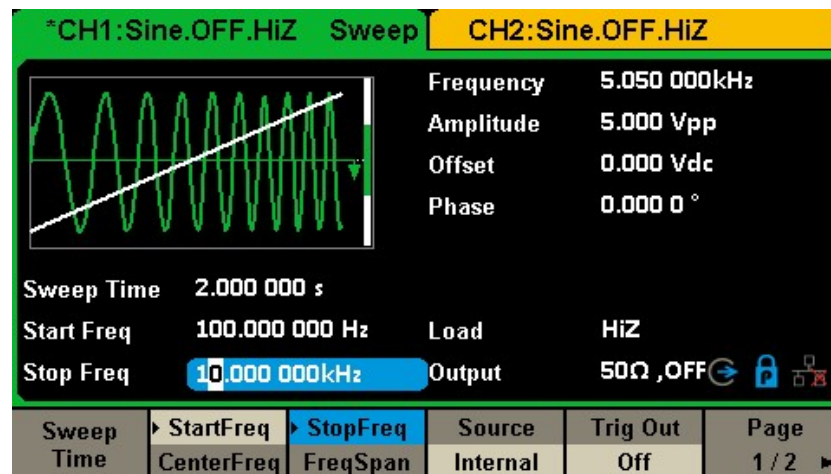 *CH1:Sine.OFF.HiZ Sweep
CH2:Sine.OFF.HiZ
Frequency 5.050 000kHz
Amplitude 5.000 Vpp
Offset 0.000 Vdc
Phase 0.000 0 °
Sweep Time 2.000 000 s
Start Freq 100.000 000 Hz
Load HiZ
Stop Freq 10.000 000kHz
Output 50Ω ,OFF P
Sweep Time
StartFreq
CenterFreq
StopFreq
FreqSpan
Source
Internal
Trig Out
Off
Page
1 / 2